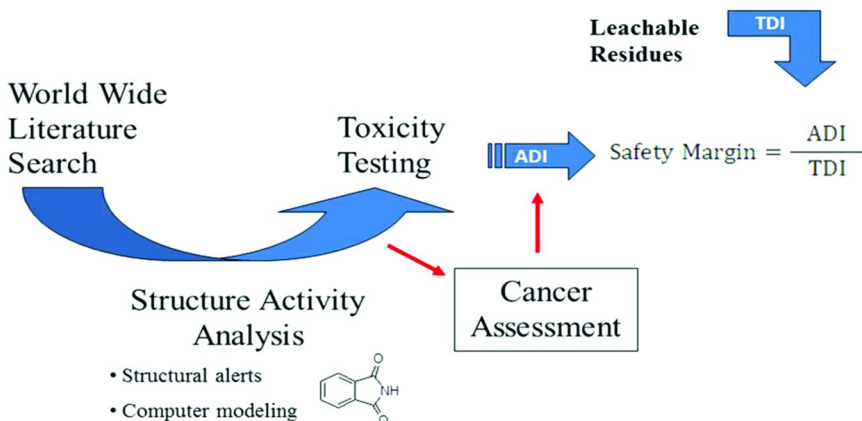 Leachable
Residues
TDI
World Wide
Literature
Search
Toxicity
Testing
ADI
Safety Margin = ADI
TDI
Structure Activity
Analysis
• Structural alerts
• Computer modeling
O
NH
O
Cancer
Assessment